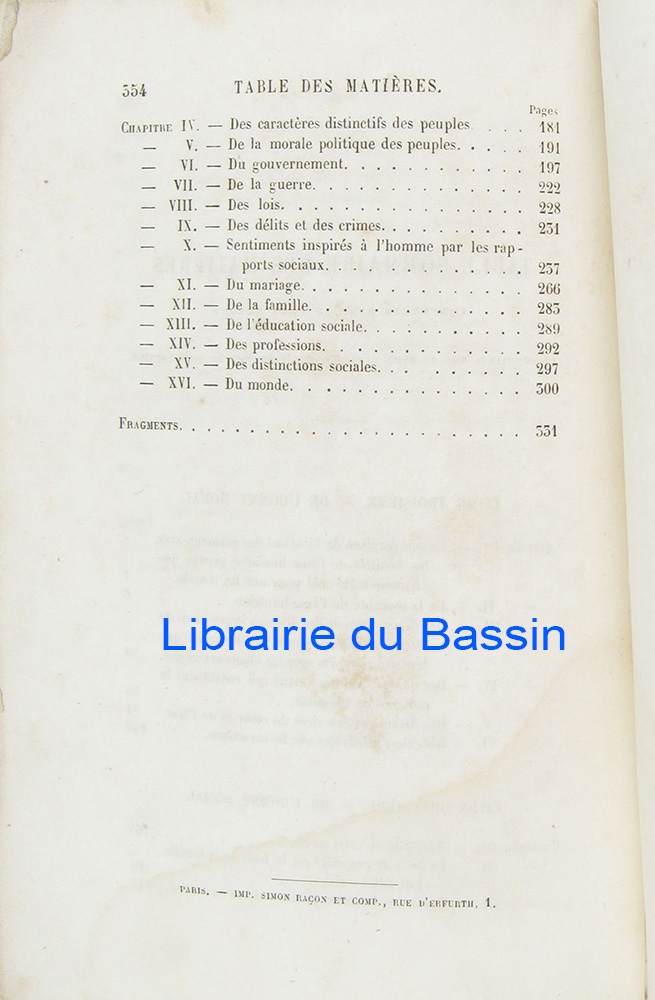 354 TABLE DES MATIÈRES.
Pages
CHAPITRE IV. — Des caractères distinctifs des peuples. . . . 181
— V. — De la morale politique des peuples. . . . . 191
— VI. — Du gouvernement. . . . . . . . . . . . 197
— VII. — De la guerre. . . . . . . . . . . . . . 222
— VIII. — Des lois. . . . . . . . . . . . . . . . 228
— IX. — Des délits et des crimes. . . . . . . . . . 231
— X. — Sentiments inspirés à l'homme par les rap-
ports sociaux. . . . . . . . . . . . . . 237
— XI. — Du mariage. . . . . . . . . . . . . . . 266
— XII. — De la famille. . . . . . . . . . . . . . 283
— XIII. — De l'éducation sociale. . . . . . . . . . . 289
— XIV. — Des professions. . . . . . . . . . . . . 292
— XV. — Des distinctions sociales. . . . . . . . . 297
— XVI. — Du monde. . . . . . . . . . . . . . . 300
FRAGMENTS. . . . . . . . . . . . . . . . . . . . . . . 331
Librairie du Bassin
PARIS. — IMP. SIMON RAÇON ET COMP., RUE D'ERFURTH, 1.